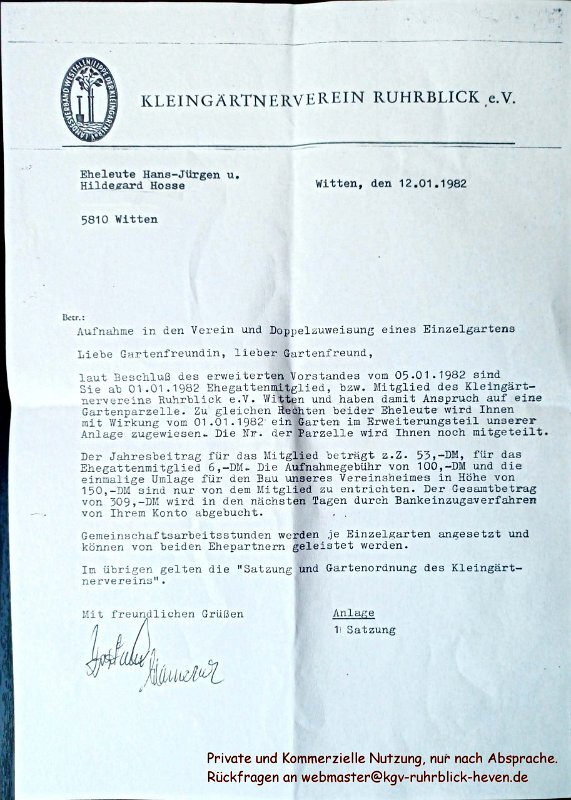 LANDESVERBAND WESTFALEN/LIPPE DER KLEINGÄRTNER
KLEINGÄRTNERVEREIN RUHRBLICK e.V.
Eheleute Hans-Jürgen u.
Hildegard Hosse
Witten, den 12.01.1982
5810 Witten
Betr.:
Aufnahme in den Verein und Doppelzuweisung eines Einzelgartens
Liebe Gartenfreundin, lieber Gartenfreund,
laut Beschluß des erweiterten Vorstandes vom 05.01.1982 sind
Sie ab 01.01.1982 Ehegattenmitglied, bzw. Mitglied des Kleingärt-
nervereins Ruhrblick e.V. Witten und haben damit Anspruch auf eine
Gartenparzelle. Zu gleichen Rechten beider Eheleute wird Ihnen
mit Wirkung vom 01.01.1982 ein Garten im Erweiterungsteil unserer
Anlage zugewiesen. Die Nr. der Parzelle wird Ihnen noch mitgeteilt.
Der Jahresbeitrag für das Mitglied beträgt z.Z. 53,-DM, für das
Ehegattenmitglied 6,-DM. Die Aufnahmegebühr von 100,-DM und die
einmalige Umlage für den Bau unseres Vereinsheimes in Höhe von
150,-DM sind nur von dem Mitglied zu entrichten. Der Gesamtbetrag
von 309,-DM wird in den nächsten Tagen durch Bankeinzugsverfahren
von Ihrem Konto abgebucht.
Gemeinschaftsarbeitsstunden werden je Einzelgarten angesetzt und
können von beiden Ehepartnern geleistet werden.
Im übrigen gelten die "Satzung und Gartenordnung des Kleingärt-
nervereins".
Mit freundlichen Grüßen
Anlage
1 Satzung
Private und Kommerzielle Nutzung, nur nach Absprache.
Rückfragen an webmaster@kgv-ruhrblick-heven.de